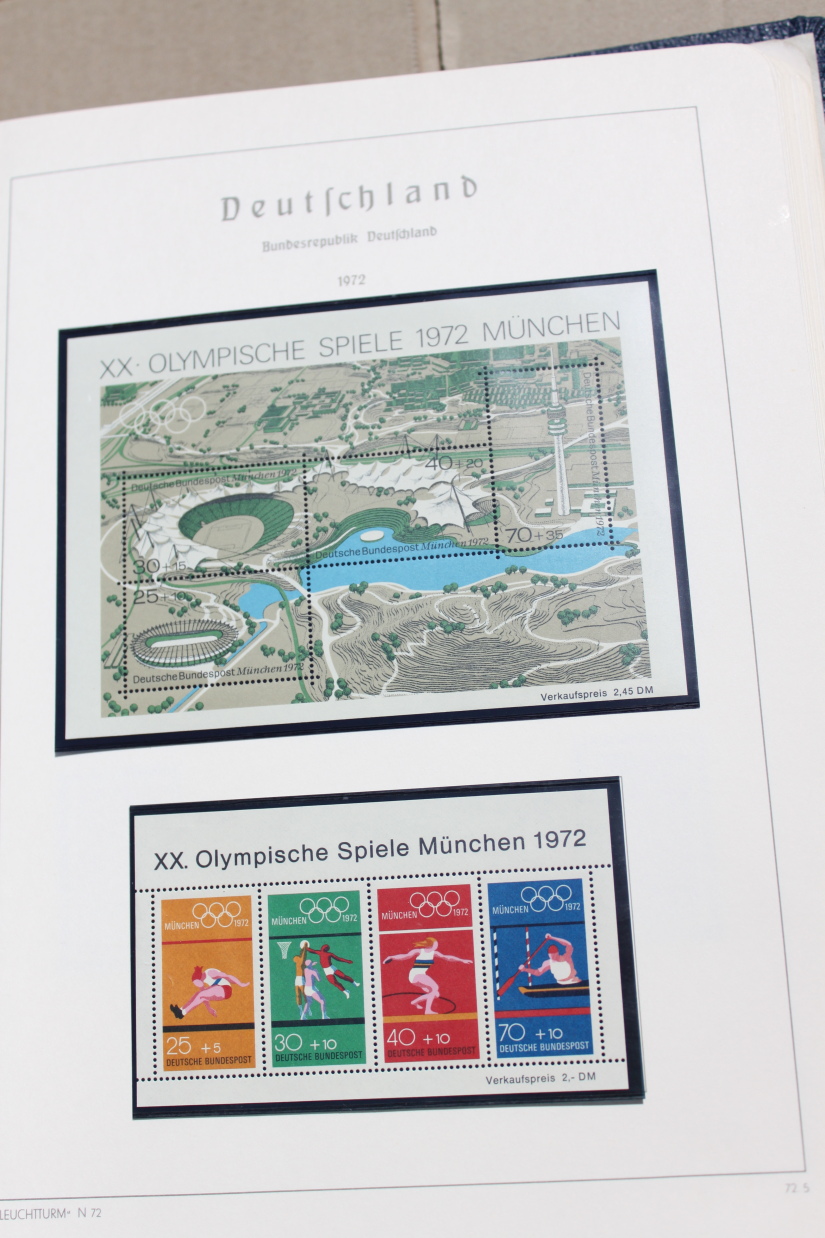 Deutſchland
Bundesrepublik Deutſchland
1972
XX. OLYMPISCHE SPIELE 1972 MÜNCHEN
Deutsche Bundespost München 1972
30+15
40+20
Deutsche Bundespost München 1972
70+35
Deutsche Bundespost München 1972
25+10
Deutsche Bundespost München 1972
Verkaufspreis 2,45 DM
XX. Olympische Spiele München 1972
MÜNCHEN 1972
25 +5
DEUTSCHE BUNDESPOST
MÜNCHEN 1972
30 +10
DEUTSCHE BUNDESPOST
MÜNCHEN 1972
40 +10
DEUTSCHE BUNDESPOST
MÜNCHEN 1972
70 +10
DEUTSCHE BUNDESPOST
Verkaufspreis 2,- DM
LEUCHTTURM" N 72
72 S